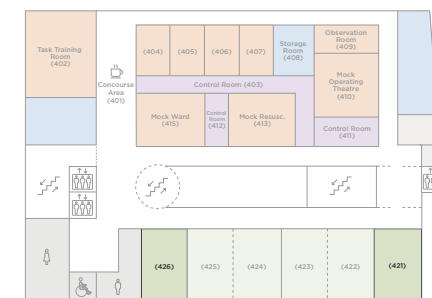 Task Training
Room
(402)
Concourse
Area
(401)
(404)
(405)
(406)
(407)
Storage
Room
(408)
Observation
Room
(409)
Mock
Operating
Theatre
(410)
Control Room (403)
Mock Ward
(415)
Control
Room
(412)
Mock Resusc.
(413)
Control Room
(411)
(426)
(425)
(424)
(423)
(422)
(421)